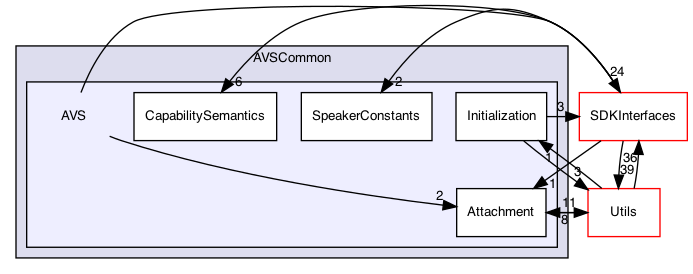 AVSCommon
24
6
2
AVS
CapabilitySemantics
SpeakerConstants
Initialization
3
SDKInterfaces
1
36
39
3
1
2
11
8
Attachment
Utils